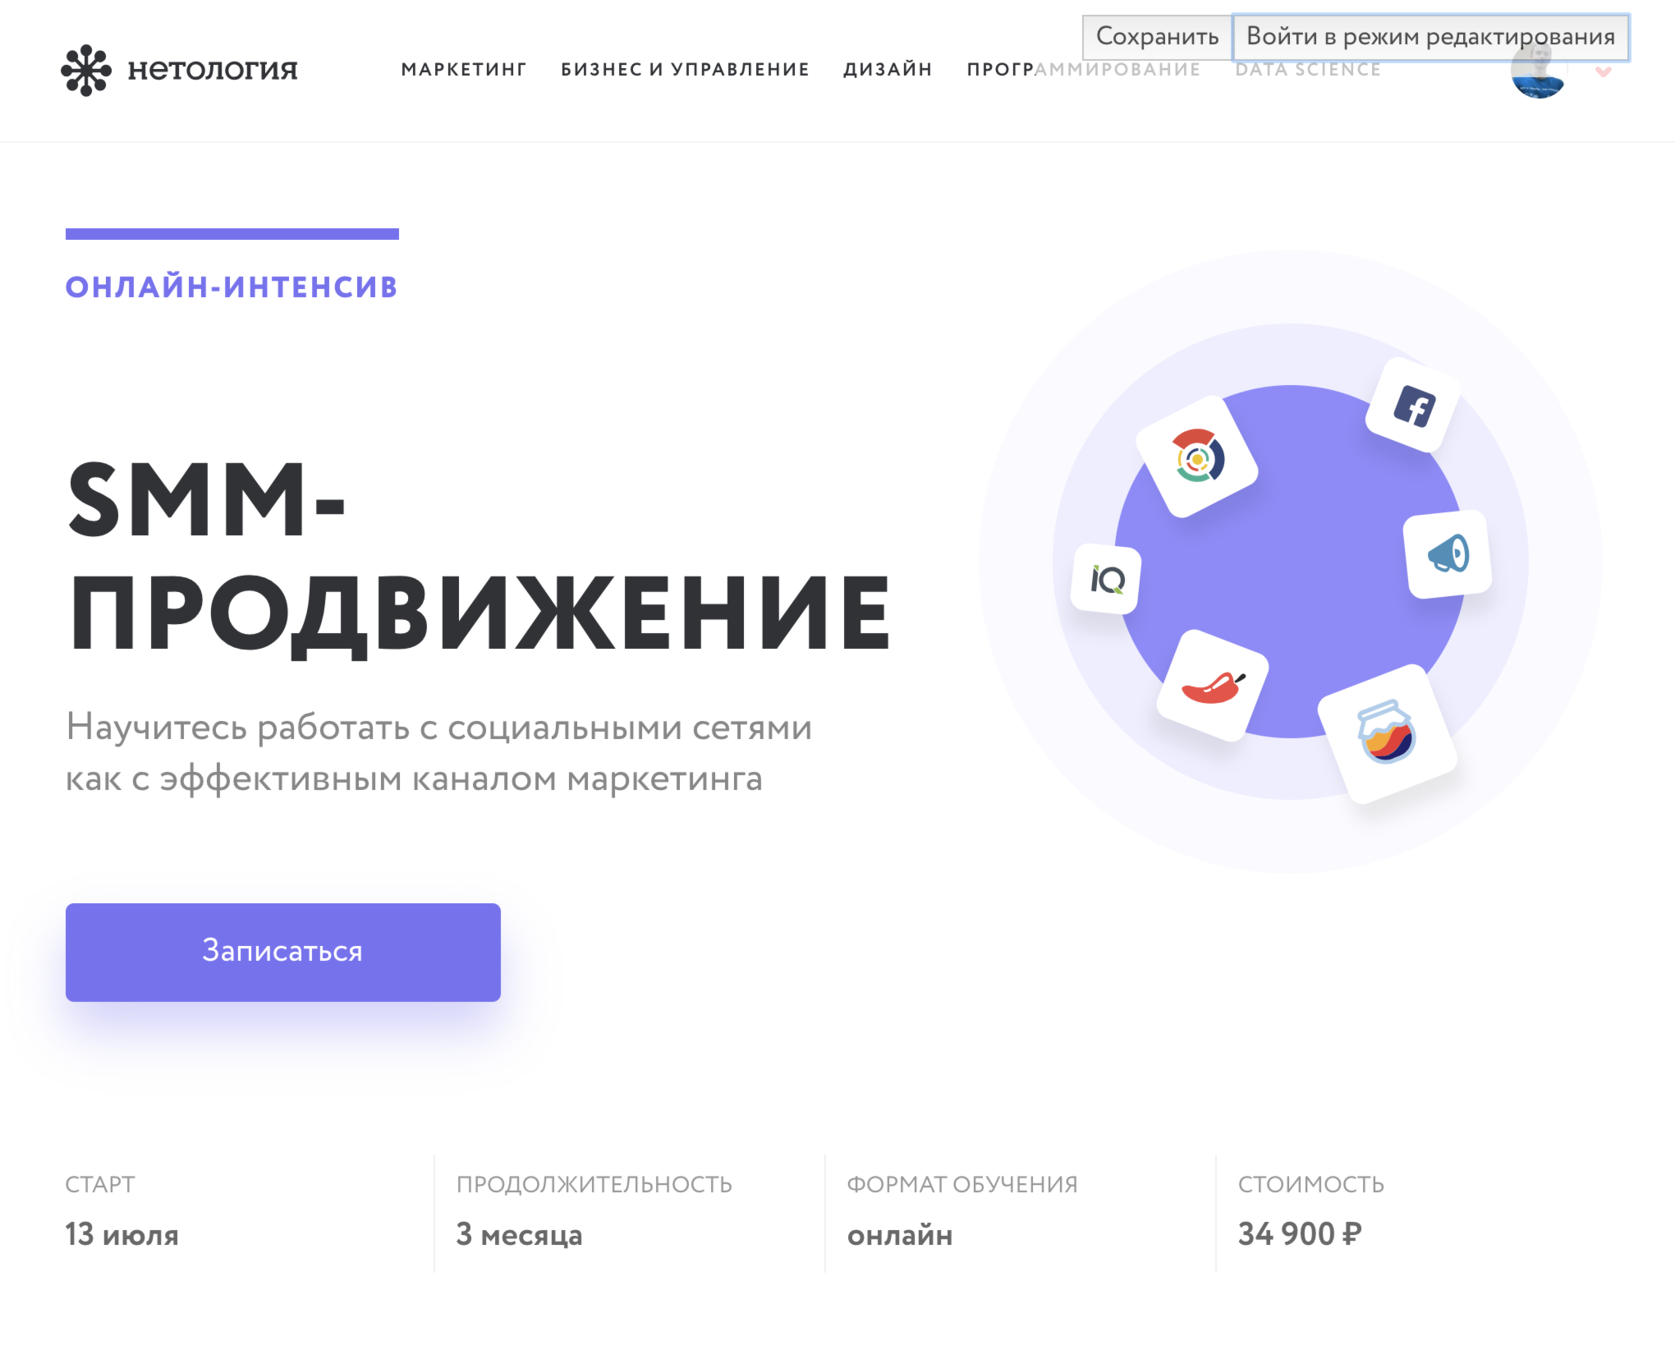 Сохранить Войти в режим редактирования
нетология МАРКЕТИНГ БИЗНЕС И УПРАВЛЕНИЕ ДИЗАЙН ПРОГРАММИРОВАНИЕ DATA SCIENCE
ОНЛАЙН-ИНТЕНСИВ
SMM-
ПРОДВИЖЕНИЕ
Научитесь работать с социальными сетями
как с эффективным каналом маркетинга
iQ
Записаться
СТАРТ ПРОДОЛЖИТЕЛЬНОСТЬ ФОРМАТ ОБУЧЕНИЯ СТОИМОСТЬ
13 июля 3 месяца онлайн 34 900 ₽